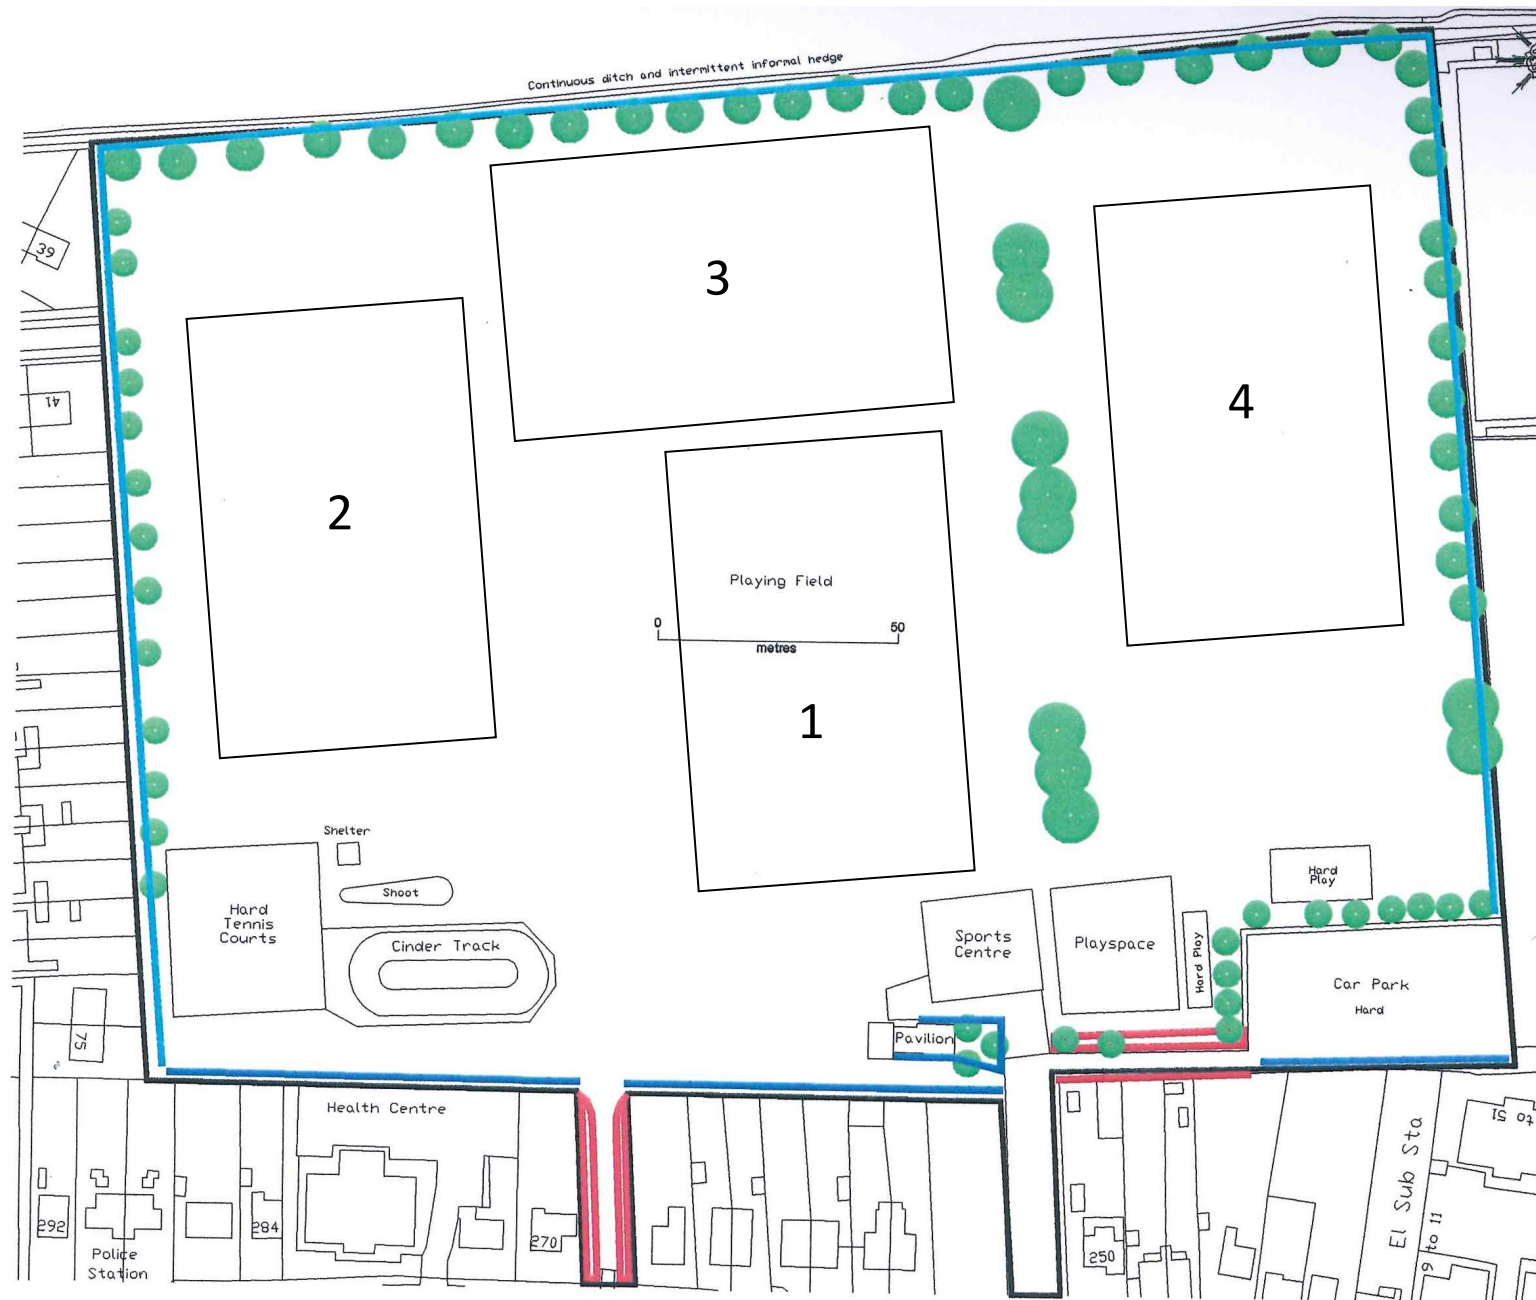 Continuous ditch and intermittent informal hedge
39
3
41
4
2
Playing Field
0 50
metres
1
Shelter
Shoot
Hard
Tennis
Courts
Cinder Track
Hard
Play
Sports
Centre
Playspace
Hard Play
Car Park
Hard
Pavilion
75
Health Centre
to 51
El Sub Sta
9 to 11
292
284
270
250
Police
Station